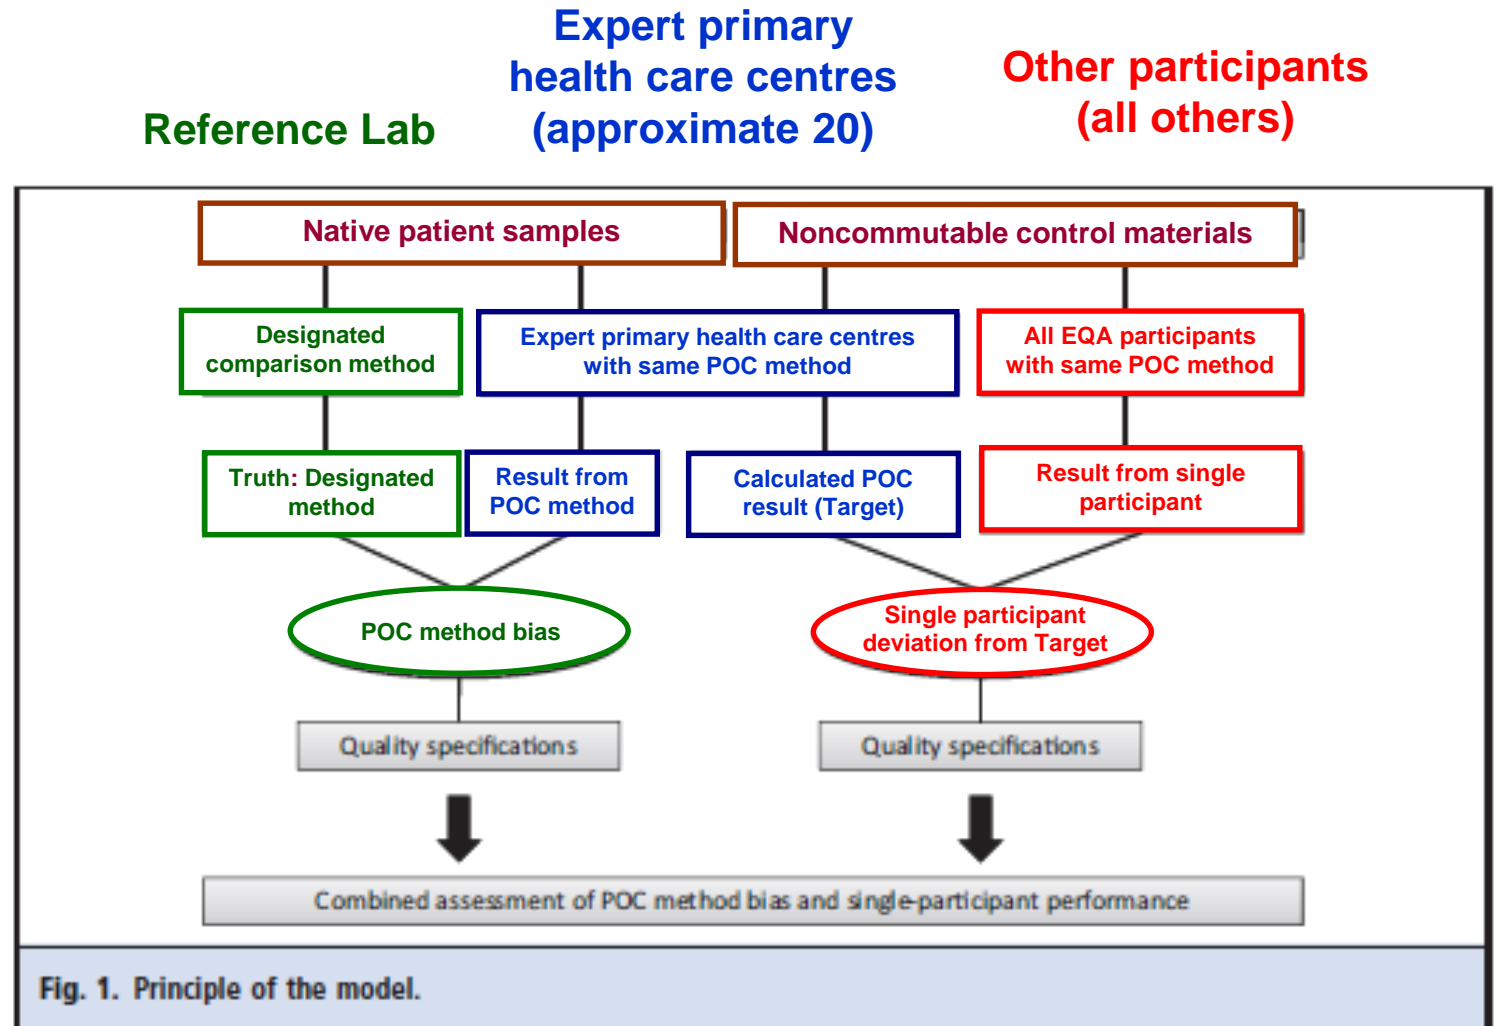 Expert primary
health care centres
(approximate 20)
Other participants
(all others)
Reference Lab
Native patient samples
Noncommutable control materials
Designated
comparison method
Expert primary health care centres
with same POC method
All EQA participants
with same POC method
Truth: Designated
method
Result from
POC method
Calculated POC
result (Target)
Result from single
participant
POC method bias
Single participant
deviation from Target
Quality specifications
Quality specifications
Combined assessment of POC method bias and single-participant performance
Fig. 1. Principle of the model.